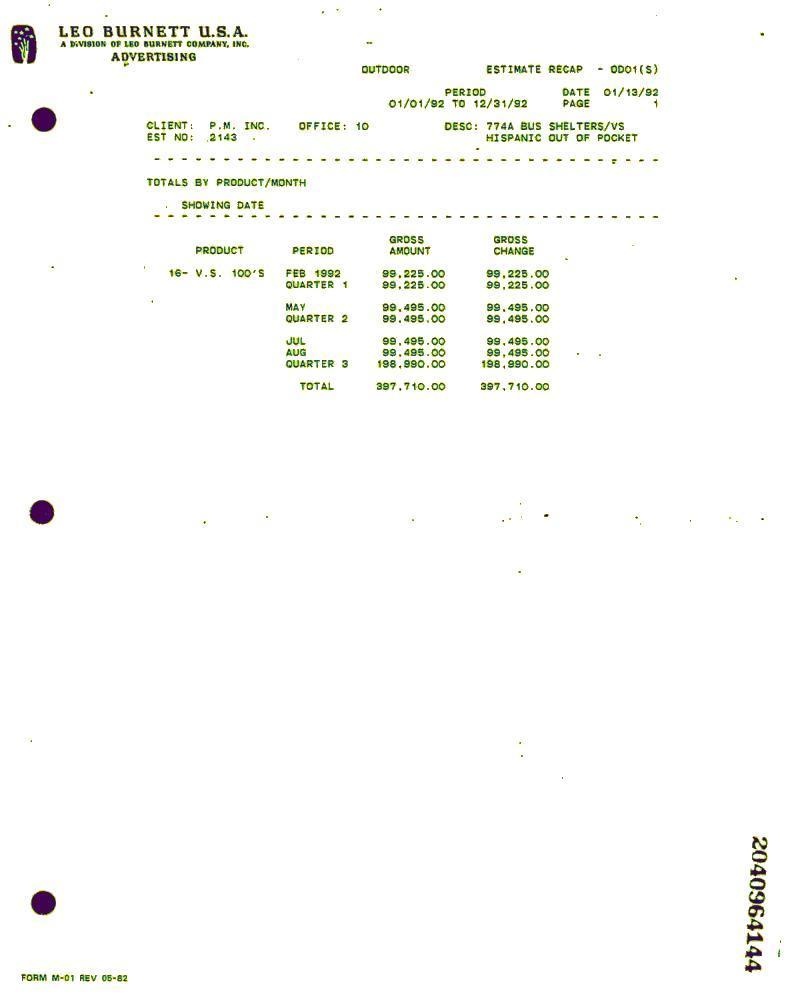 LEO BURNETT U.S.A.
A DIVISION OF LEO BURNETT COMPANY, INC.
ADVERTISING
OUTDOOR ESTIMATE RECAP - OD01(S)
PERIOD DATE 01/13/92
01/01/92 TO 12/31/92 PAGE 1
CLIENT: P.M. INC. OFFICE: 10 DESC: 774A BUS SHELTERS/VS
EST NO: 2143 HISPANIC OUT OF POCKET
TOTALS BY PRODUCT/MONTH
SHOWING DATE
GROSS GROSS
PRODUCT PERIOD AMOUNT CHANGE
16- V.S. 100'S FEB 1992 99,225.00 99,225.00
QUARTER 1 99,225.00 99,225.00
MAY 99,495.00 99,495.00
QUARTER 2 99,495.00 99,495.00
JUL 99,495.00 99,495.00
AUG 99,495.00 99,495.00
QUARTER 3 198,990.00 198,990.00
TOTAL 397,710.00 397,710.00
2040964144
FORM M-01 REV 05-82